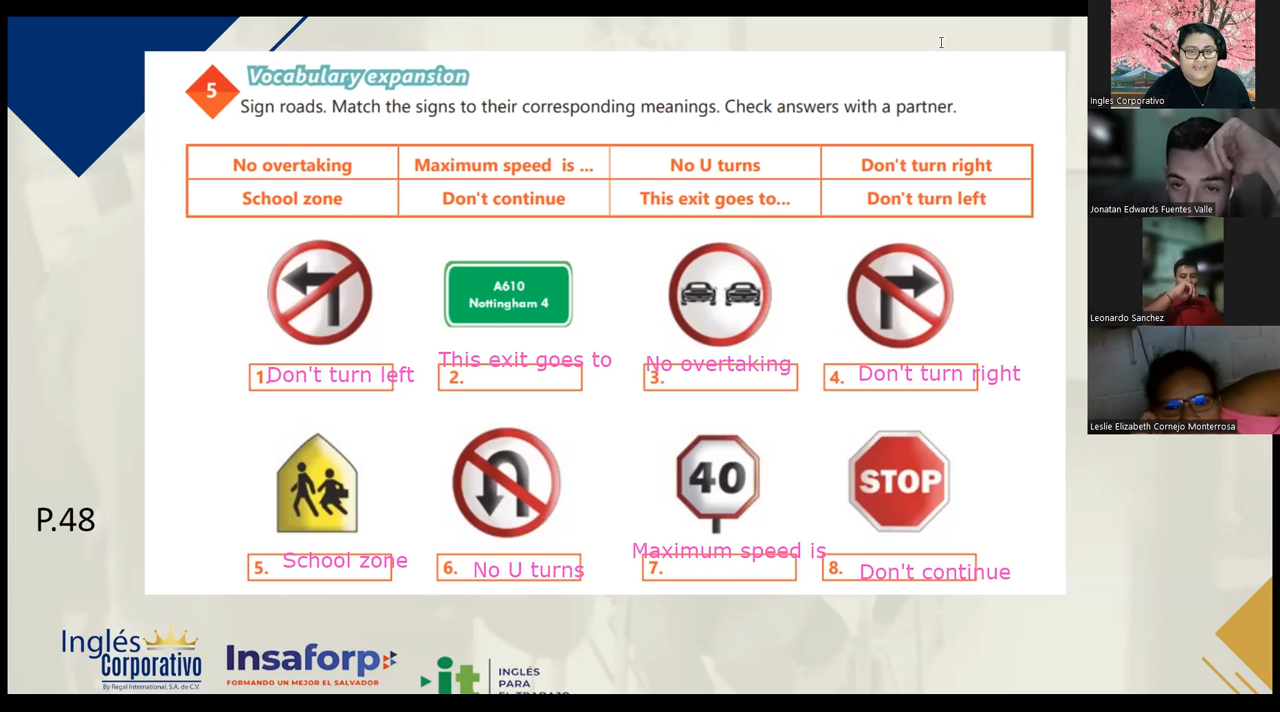 5
Vocabulary expansion
Sign roads. Match the signs to their corresponding meanings. Check answers with a partner.
No overtaking
Maximum speed is ...
No U turns
Don't turn right
School zone
Don't continue
This exit goes to...
Don't turn left
A610
Nottingham 4
1. Don't turn left
2. This exit goes to
3. No overtaking
4. Don't turn right
40
STOP
5. School zone
6. No U turns
7. Maximum speed is
8. Don't continue
P.48
Inglés
Corporativo
By Regal International, S.A. de C.V.
Insaforp
FORMANDO UN MEJOR EL SALVADOR
it
INGLÉS
PARA
EL TRABAJO
Ingles Corporativo
Jonatan Edwards Fuentes Valle
Leonardo Sanchez
Leslie Elizabeth Cornejo Monterrosa